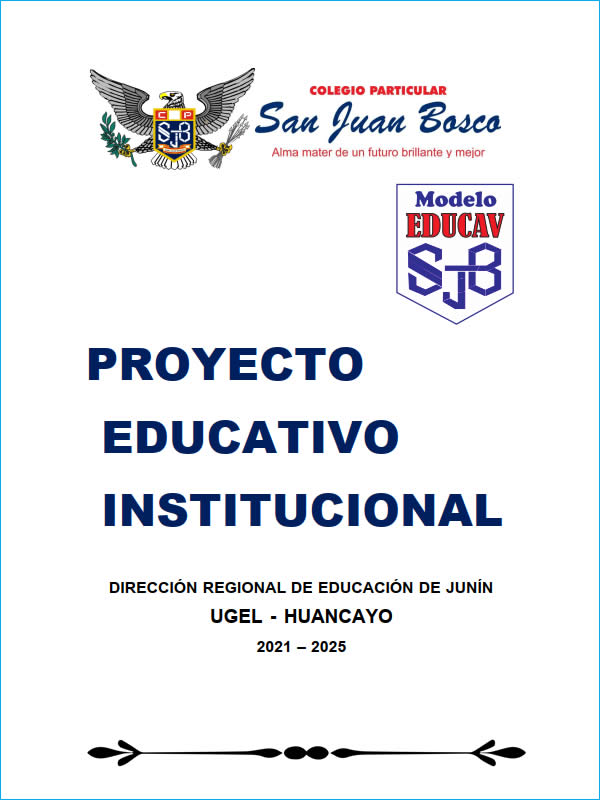 COLEGIO PARTICULAR
San Juan Bosco
Alma mater de un futuro brillante y mejor
C P
SJB
Modelo
EDUCAV
SJB
PROYECTO
EDUCATIVO
INSTITUCIONAL
DIRECCIÓN REGIONAL DE EDUCACIÓN DE JUNÍN
UGEL - HUANCAYO
2021 – 2025